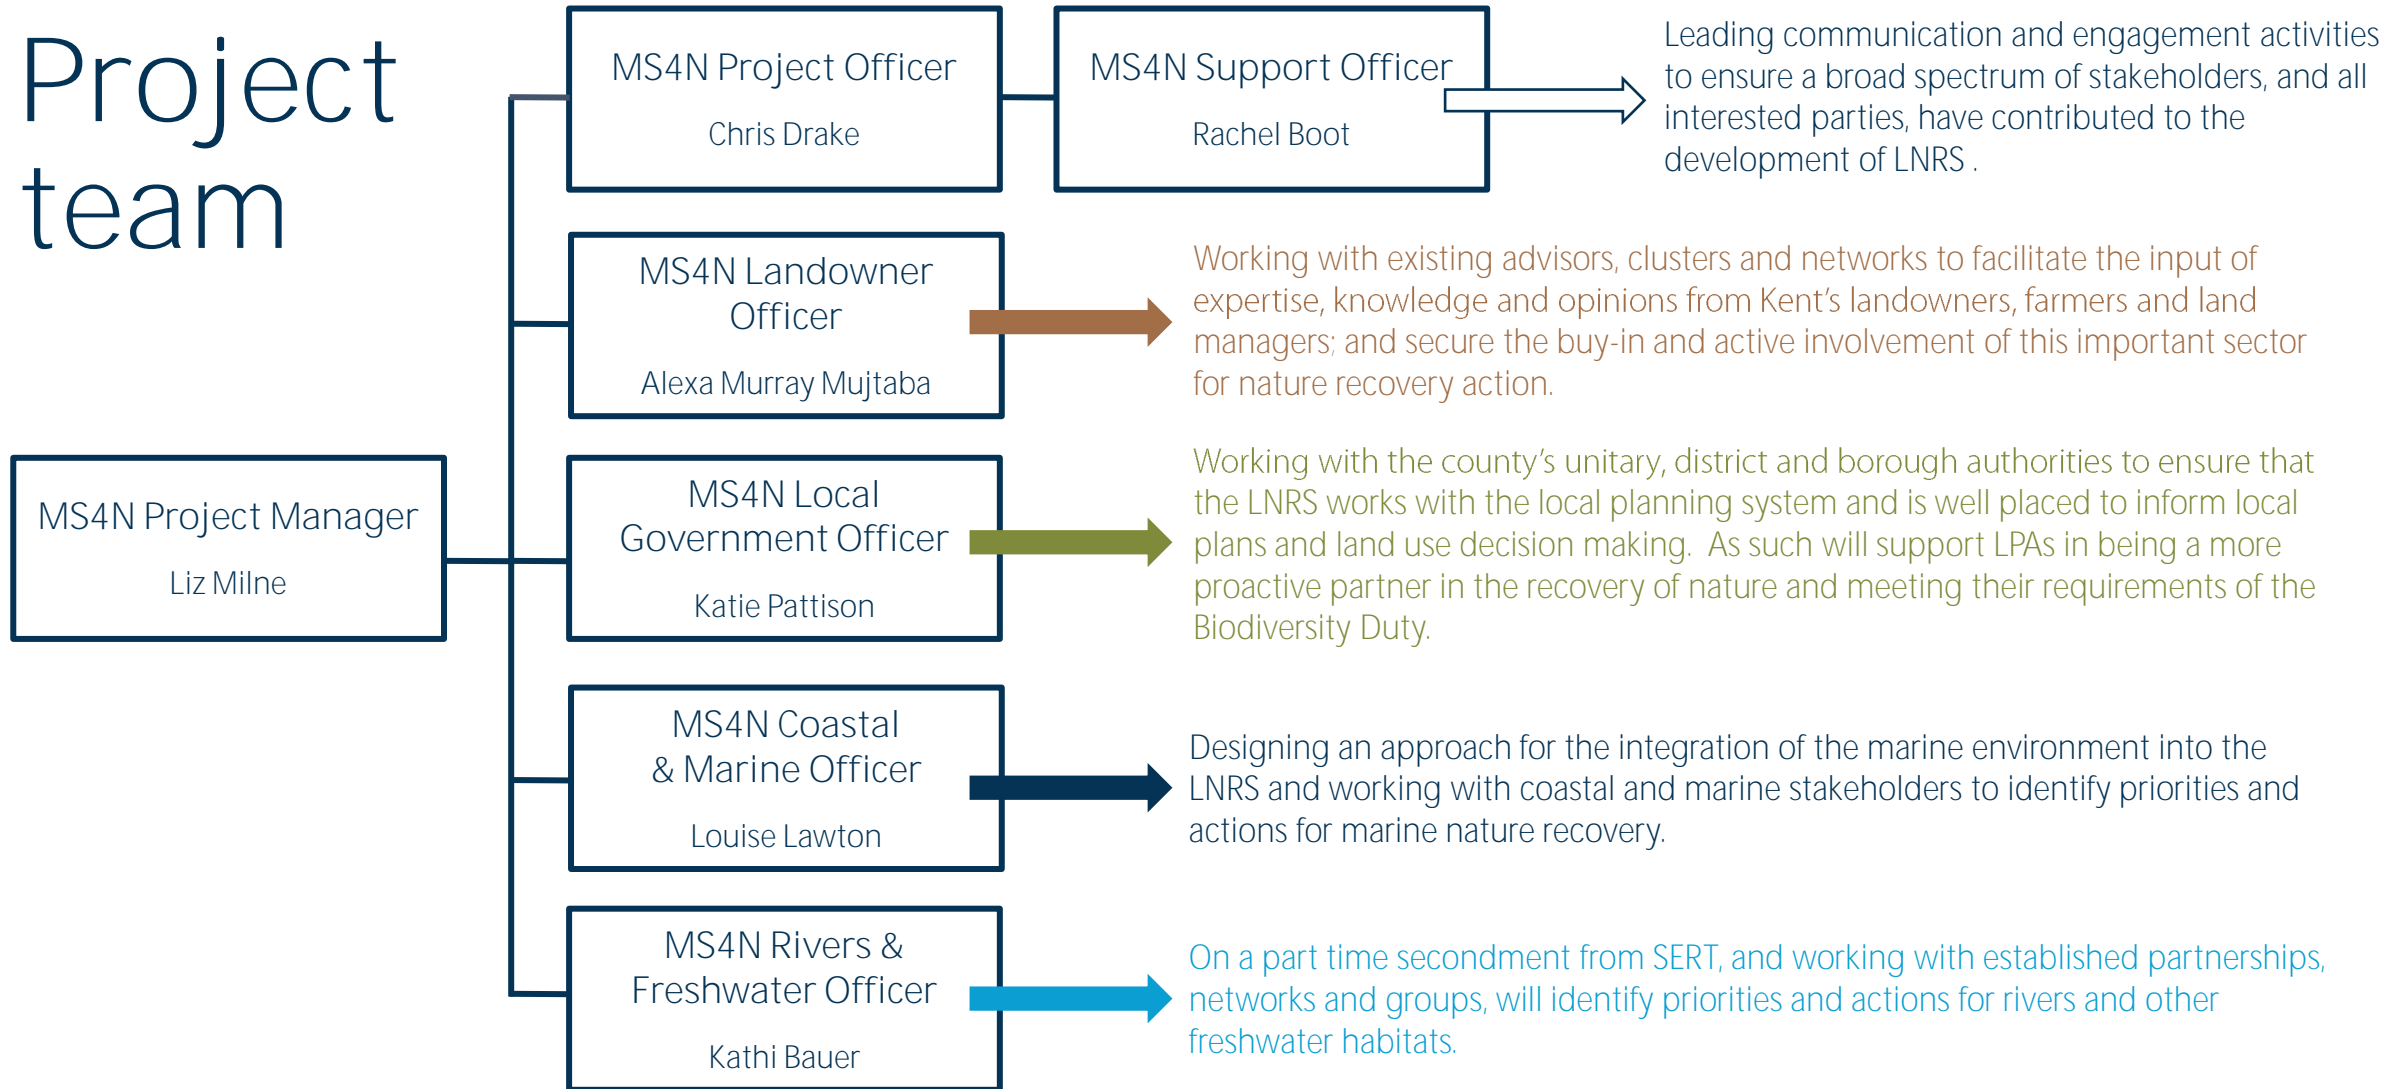 Project
team
MS4N Project Officer
Chris Drake
MS4N Support Officer
Rachel Boot
Leading communication and engagement activities
to ensure a broad spectrum of stakeholders, and all
interested parties, have contributed to the
development of LNRS .
MS4N Landowner
Officer
Alexa Murray Mujtaba
Working with existing advisors, clusters and networks to facilitate the input of
expertise, knowledge and opinions from Kent’s landowners, farmers and land
managers; and secure the buy-in and active involvement of this important sector
for nature recovery action.
MS4N Project Manager
Liz Milne
MS4N Local
Government Officer
Katie Pattison
Working with the county’s unitary, district and borough authorities to ensure that
the LNRS works with the local planning system and is well placed to inform local
plans and land use decision making. As such will support LPAs in being a more
proactive partner in the recovery of nature and meeting their requirements of the
Biodiversity Duty.
MS4N Coastal
& Marine Officer
Louise Lawton
Designing an approach for the integration of the marine environment into the
LNRS and working with coastal and marine stakeholders to identify priorities and
actions for marine nature recovery.
MS4N Rivers &
Freshwater Officer
Kathi Bauer
On a part time secondment from SERT, and working with established partnerships,
networks and groups, will identify priorities and actions for rivers and other
freshwater habitats.